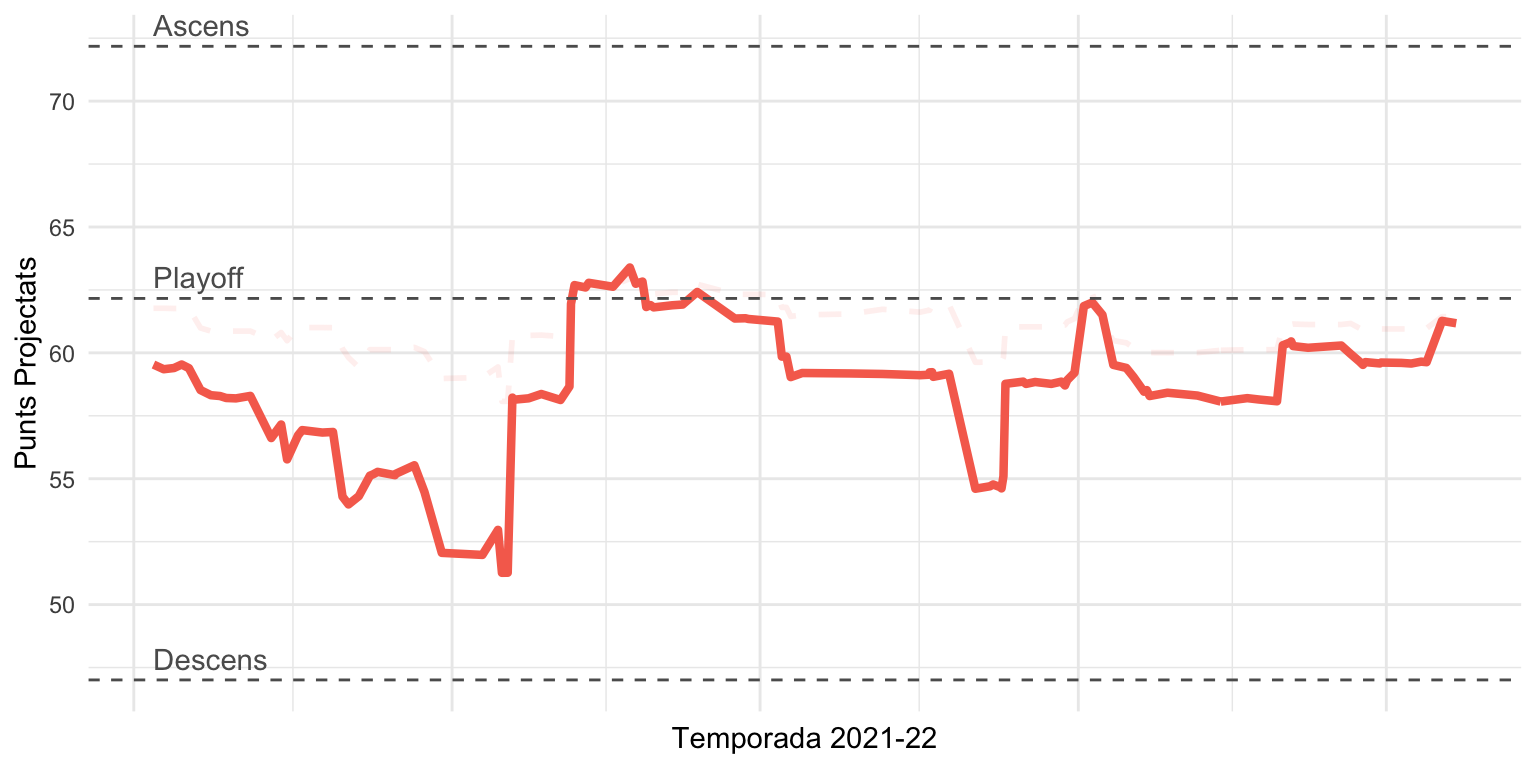 Ascens
70
65
Playoff
60
55
50
Descens
Punts Projectats
Temporada 2021-22